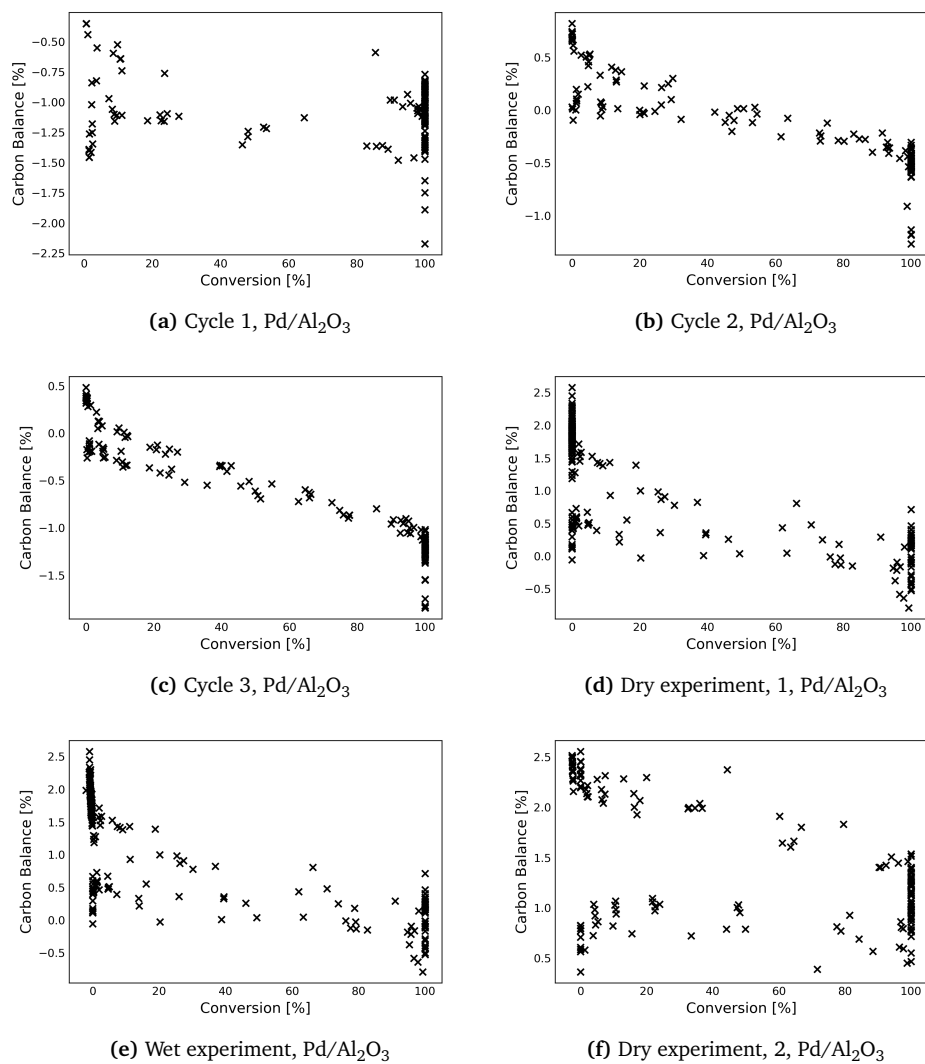 −0.50
−0.75
−1.00
−1.25
−1.50
−1.75
−2.00
−2.25
Carbon Balance [%]
0 20 40 60 80 100
Conversion [%]
(a) Cycle 1, Pd/Al₂O₃
0.5
0.0
−0.5
−1.0
Carbon Balance [%]
0 20 40 60 80 100
Conversion [%]
(b) Cycle 2, Pd/Al₂O₃
0.5
0.0
−0.5
−1.0
−1.5
Carbon Balance [%]
0 20 40 60 80 100
Conversion [%]
(c) Cycle 3, Pd/Al₂O₃
2.5
2.0
1.5
1.0
0.5
0.0
−0.5
Carbon Balance [%]
0 20 40 60 80 100
Conversion [%]
(d) Dry experiment, 1, Pd/Al₂O₃
2.5
2.0
1.5
1.0
0.5
0.0
−0.5
Carbon Balance [%]
0 20 40 60 80 100
Conversion [%]
(e) Wet experiment, Pd/Al₂O₃
2.5
2.0
1.5
1.0
0.5
Carbon Balance [%]
0 20 40 60 80 100
Conversion [%]
(f) Dry experiment, 2, Pd/Al₂O₃